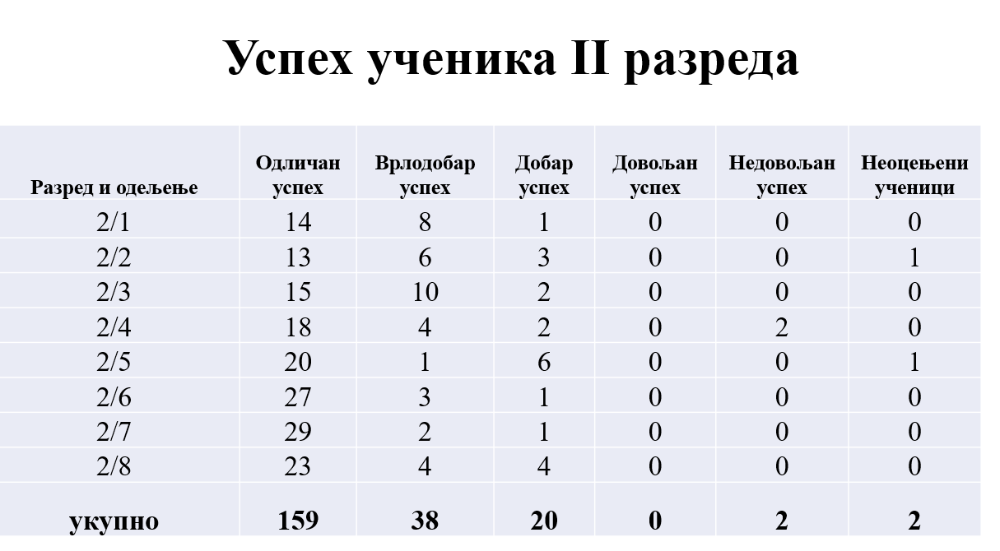 Успех ученика II разреда
Разред и одељење Одличан успех Врлодобар успех Добар успех Довољан успех Недовољан успех Неоцењени ученици
2/1 14 8 1 0 0 0
2/2 13 6 3 0 0 1
2/3 15 10 2 0 0 0
2/4 18 4 2 0 2 0
2/5 20 1 6 0 0 1
2/6 27 3 1 0 0 0
2/7 29 2 1 0 0 0
2/8 23 4 4 0 0 0
укупно 159 38 20 0 2 2